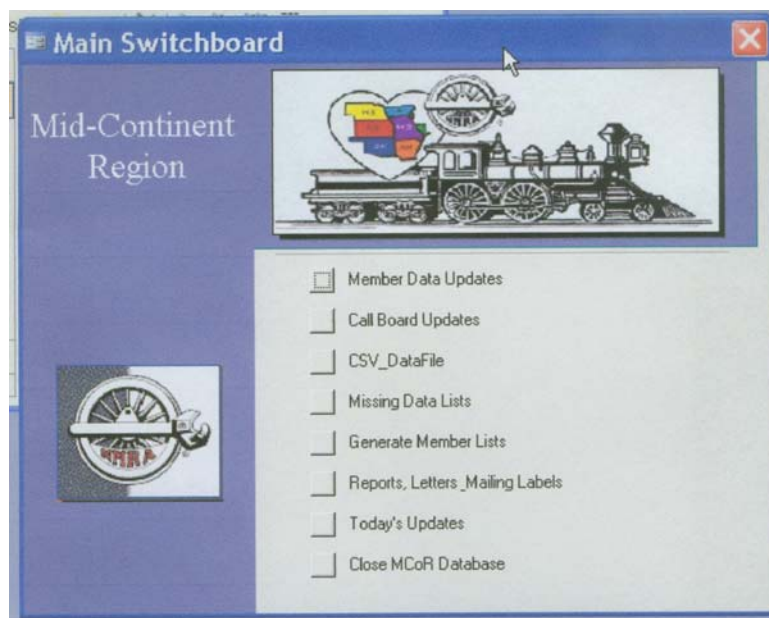 Main Switchboard
Mid-Continent
Region
Member Data Updates
Call Board Updates
CSV_DataFile
Missing Data Lists
Generate Member Lists
Reports, Letters_Mailing Labels
Today's Updates
Close MCoR Database
NMRA